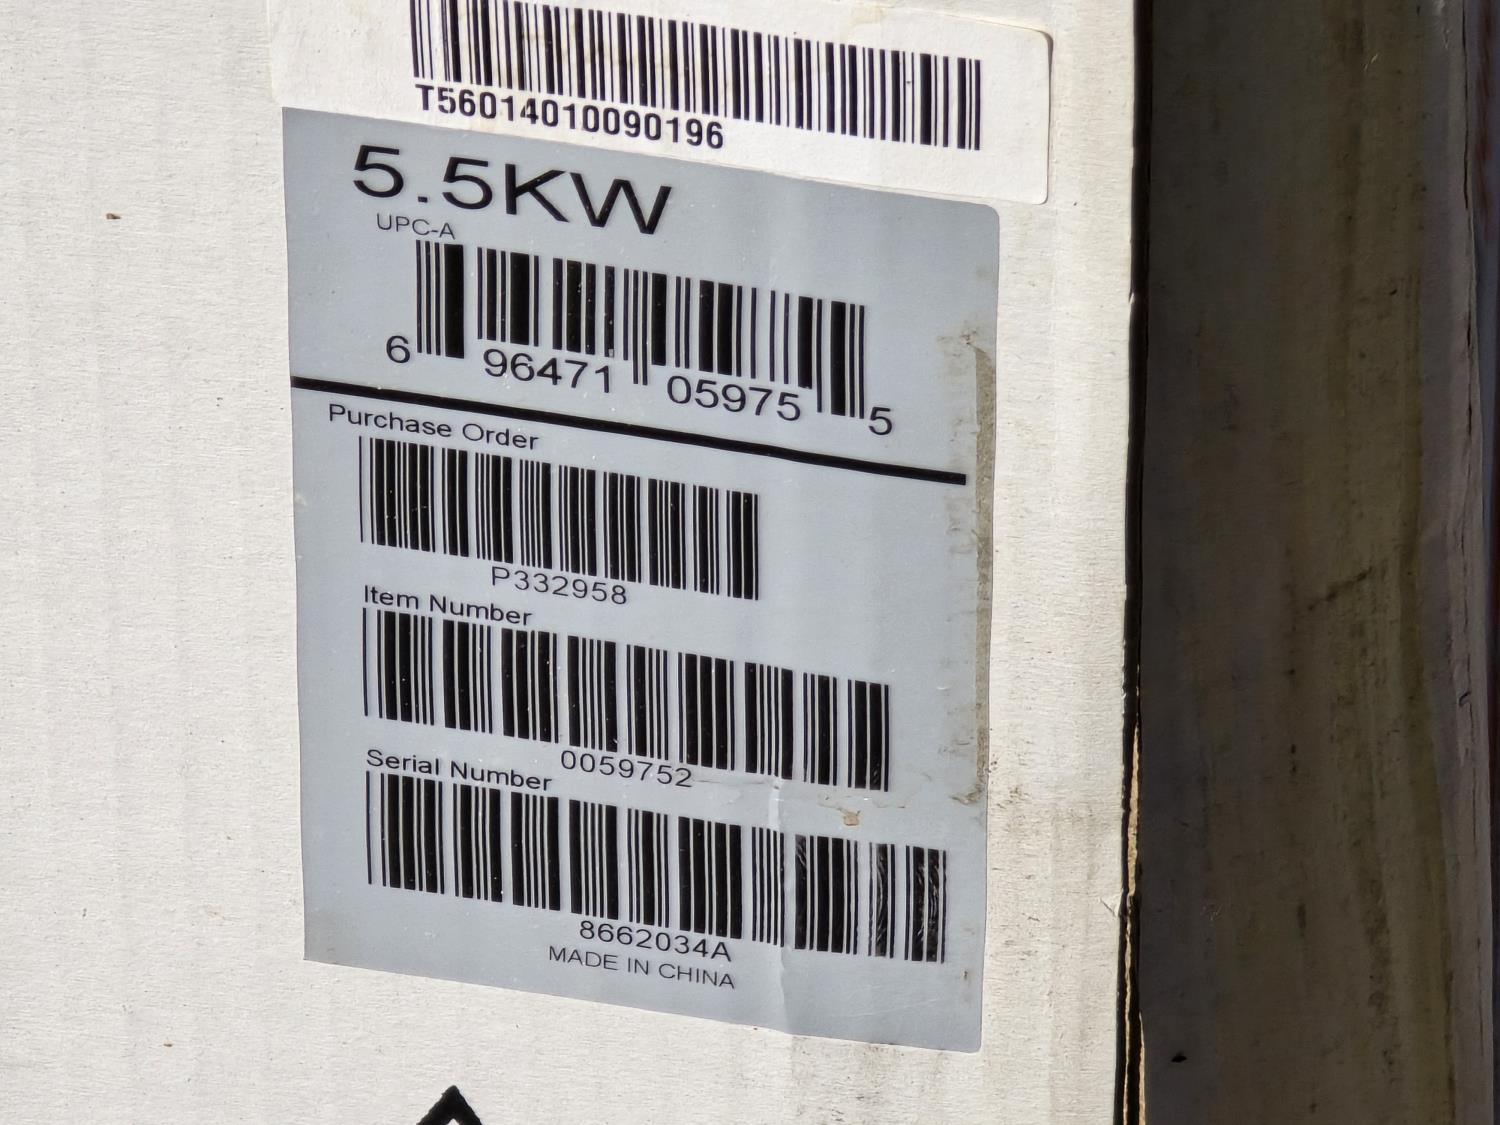 T56014010090196
5.5KW
UPC-A
6 96471 05975 5
Purchase Order
P332958
Item Number
0059752
Serial Number
8662034A
MADE IN CHINA